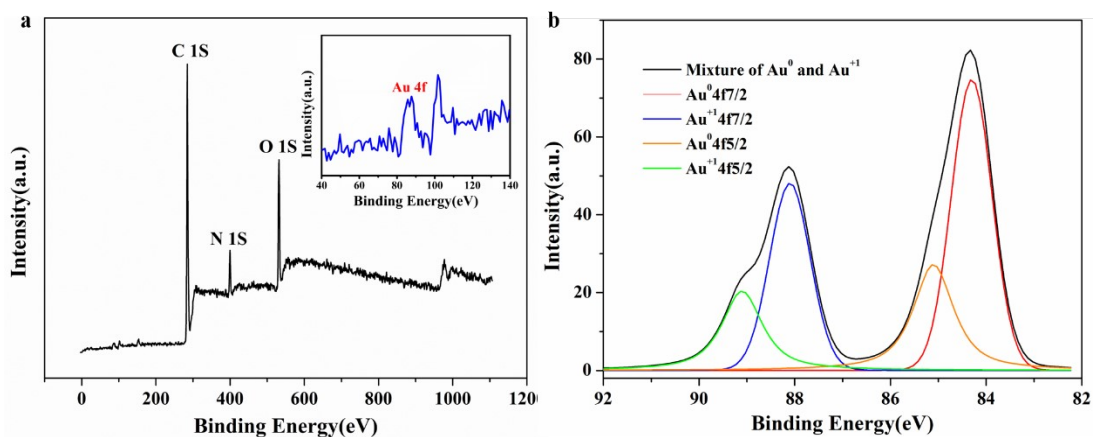 a
C 1S
N 1S
O 1S
Intensity(a.u.)
0 200 400 600 800 1000 1200
Binding Energy(eV)
Au 4f
Intensity(a.u.)
40 60 80 100 120 140
Binding Energy(eV)
b
Mixture of Au⁰ and Au⁺¹
Au⁰4f7/2
Au⁺¹4f7/2
Au⁰4f5/2
Au⁺¹4f5/2
80
60
40
20
0
Intensity(a.u.)
92 90 88 86 84 82
Binding Energy(eV)